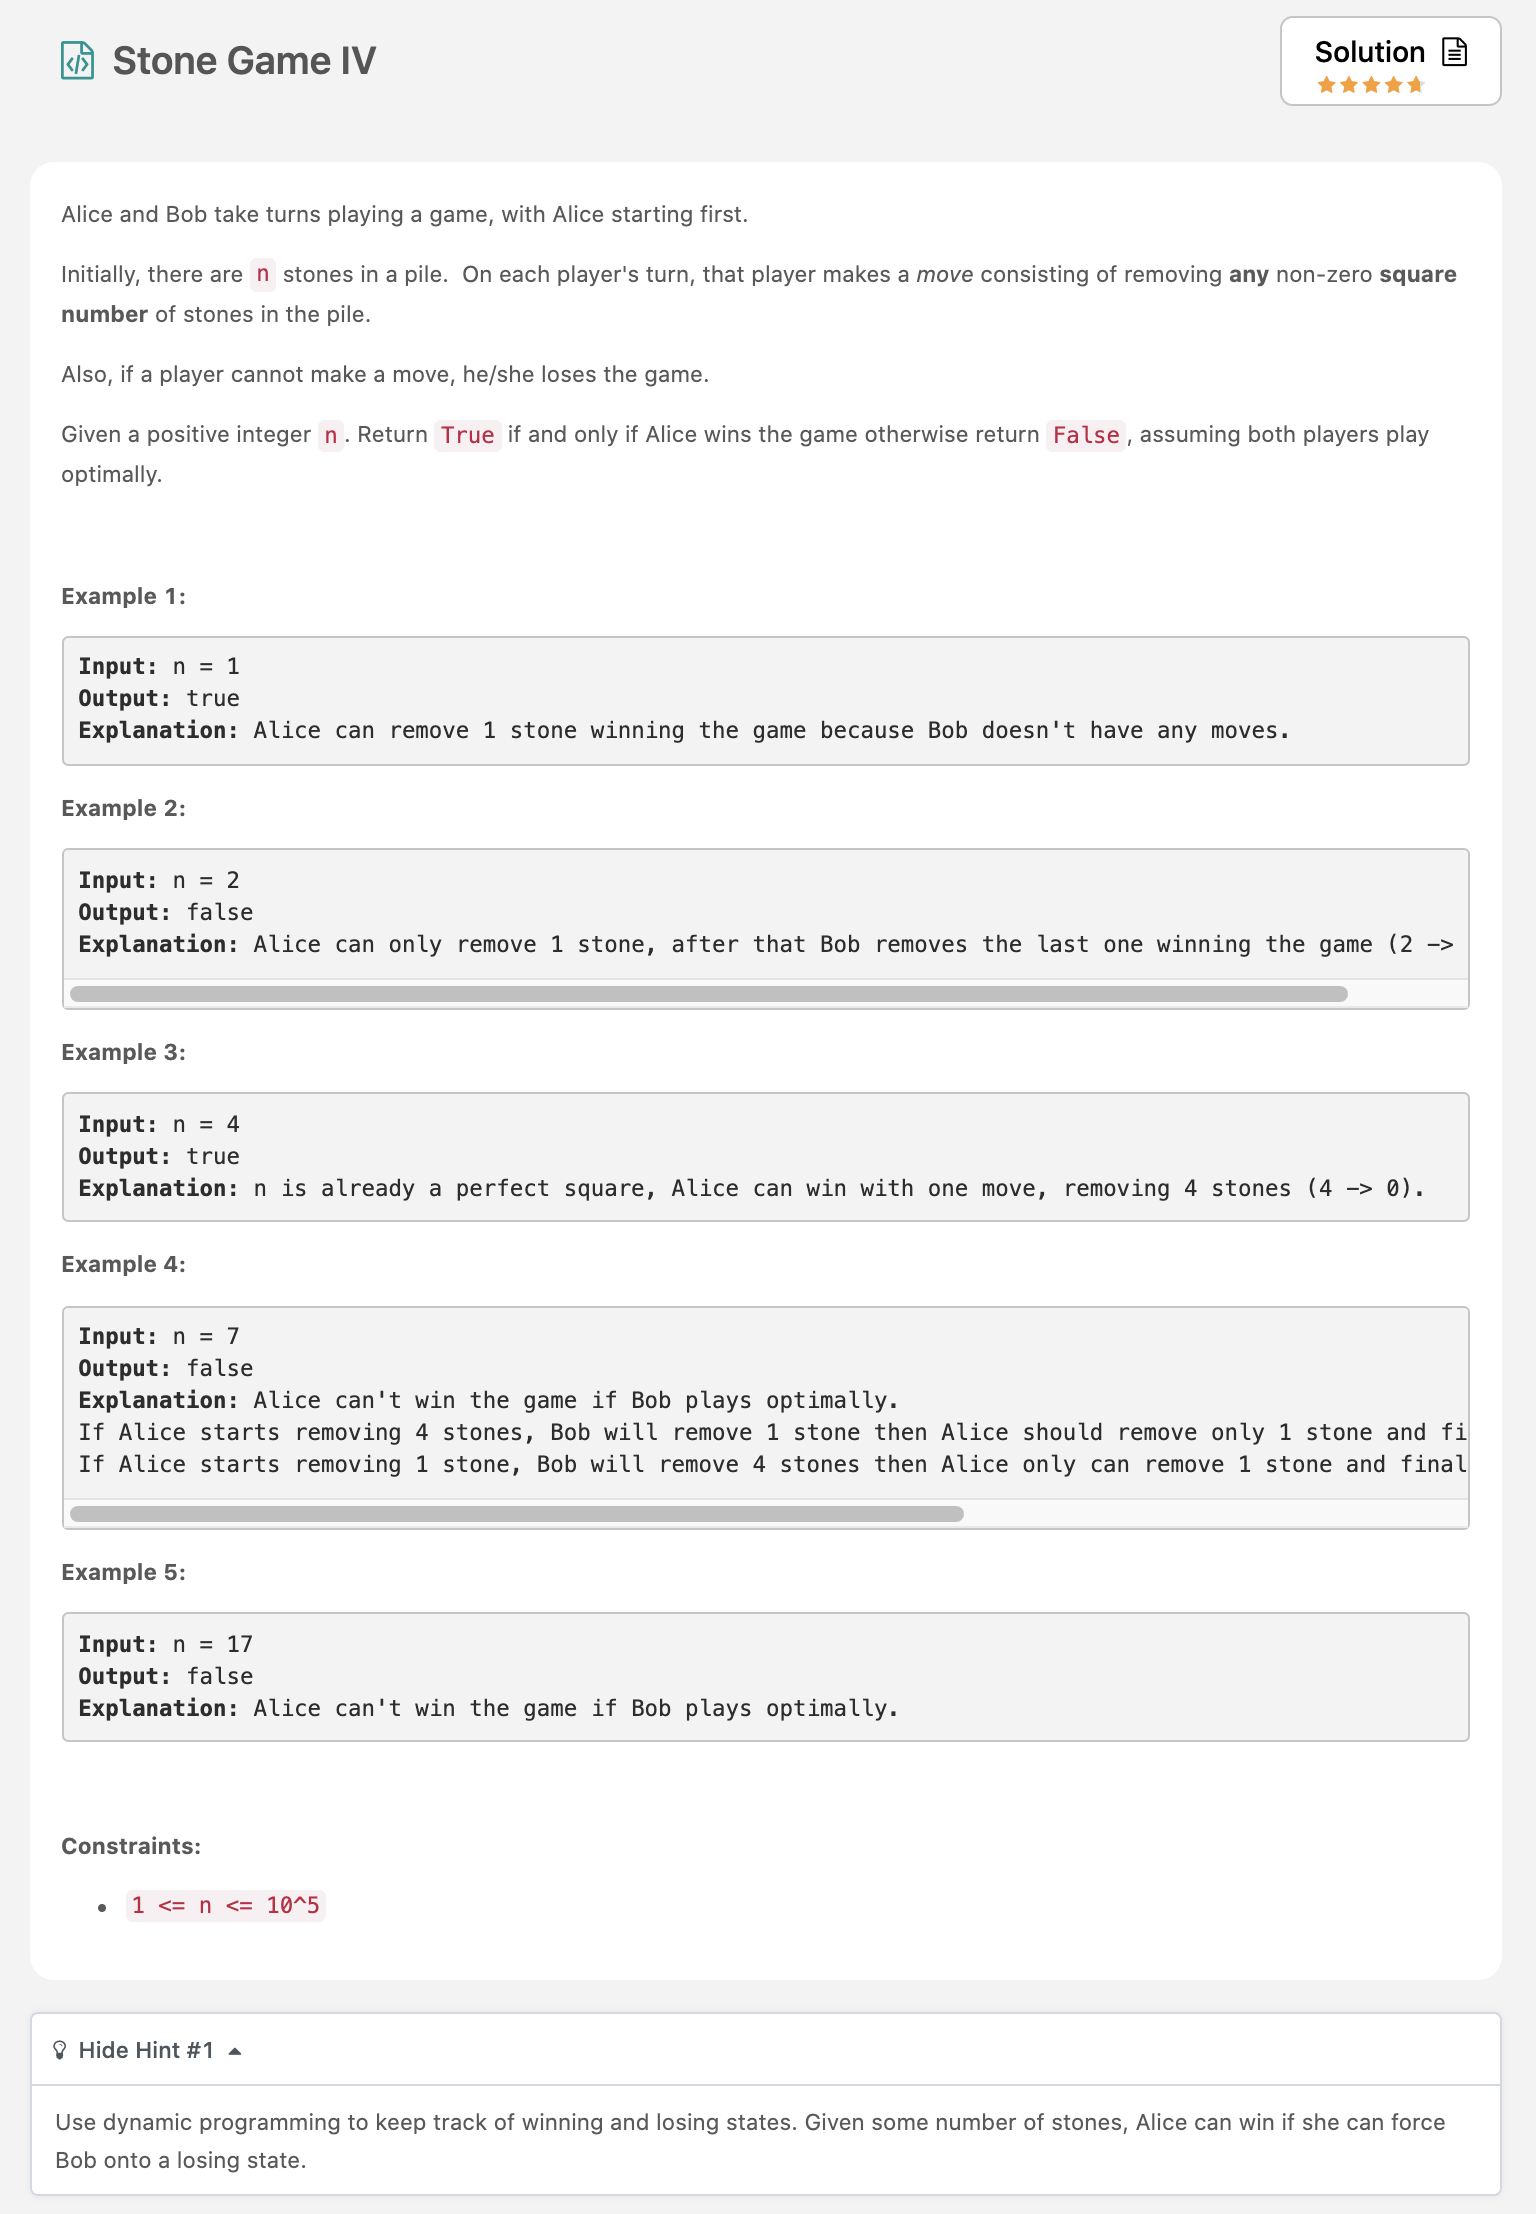 Stone Game IV
Solution
Alice and Bob take turns playing a game, with Alice starting first.
Initially, there are n stones in a pile.  On each player's turn, that player makes a move consisting of removing any non-zero square
number of stones in the pile.
Also, if a player cannot make a move, he/she loses the game.
Given a positive integer n. Return True if and only if Alice wins the game otherwise return False, assuming both players play
optimally.
Example 1:
Input: n = 1
Output: true
Explanation: Alice can remove 1 stone winning the game because Bob doesn't have any moves.
Example 2:
Input: n = 2
Output: false
Explanation: Alice can only remove 1 stone, after that Bob removes the last one winning the game (2 ->
Example 3:
Input: n = 4
Output: true
Explanation: n is already a perfect square, Alice can win with one move, removing 4 stones (4 -> 0).
Example 4:
Input: n = 7
Output: false
Explanation: Alice can't win the game if Bob plays optimally.
If Alice starts removing 4 stones, Bob will remove 1 stone then Alice should remove only 1 stone and fi
If Alice starts removing 1 stone, Bob will remove 4 stones then Alice only can remove 1 stone and final
Example 5:
Input: n = 17
Output: false
Explanation: Alice can't win the game if Bob plays optimally.
Constraints:
• 1 <= n <= 10^5
Hide Hint #1
Use dynamic programming to keep track of winning and losing states. Given some number of stones, Alice can win if she can force
Bob onto a losing state.